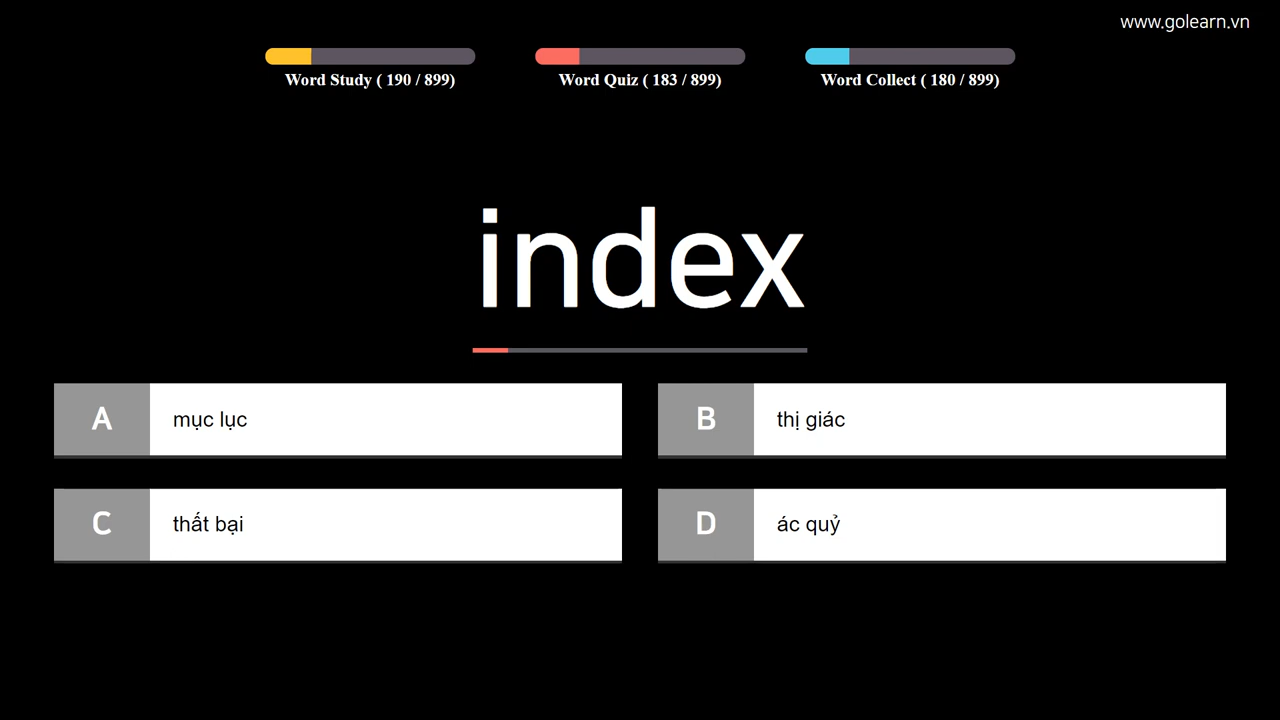 www.golearn.vn
Word Study ( 190 / 899)
Word Quiz ( 183 / 899)
Word Collect ( 180 / 899)
index
A mục lục
B thị giác
C thất bại
D ác quỷ